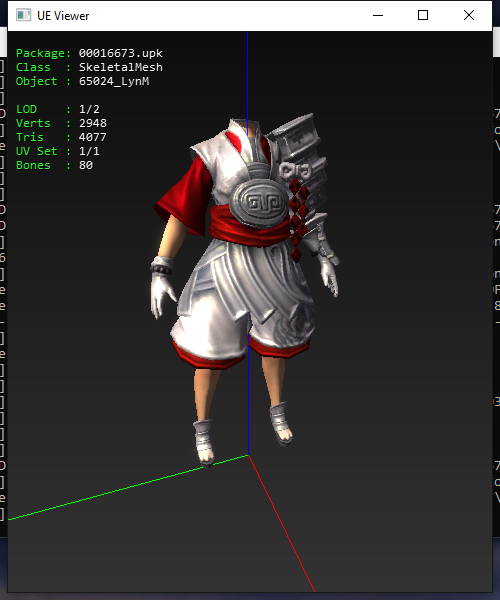 UE Viewer
Package: 00016673.upk
Class  : SkeletalMesh
Object : 65024_LynM
LOD    : 1/2
Verts  : 2948
Tris   : 4077
UV Set : 1/1
Bones  : 80